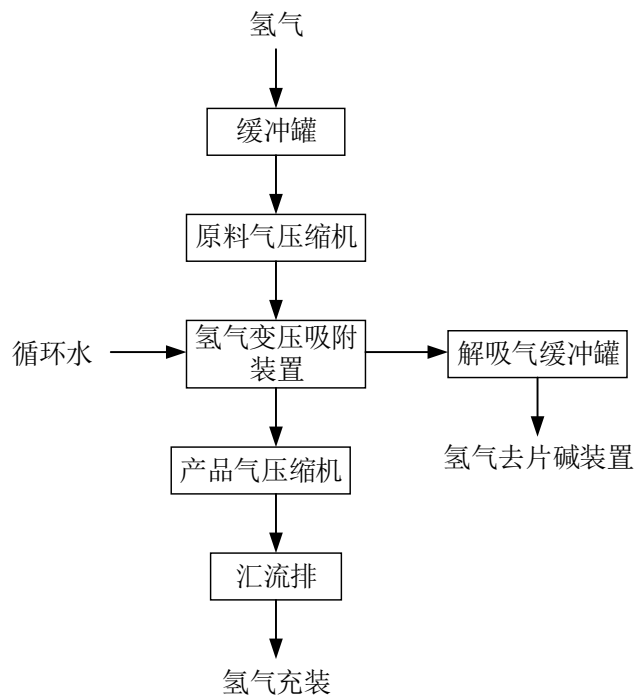 氢气
缓冲罐
原料气压缩机
循环水
氢气变压吸附
装置
解吸气缓冲罐
产品气压缩机
氢气去片碱装置
汇流排
氢气充装